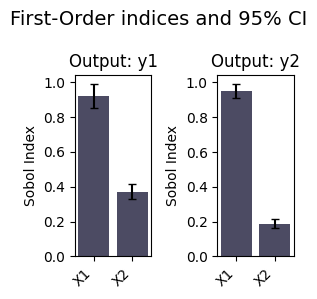 First-Order indices and 95% CI
Output: y1
Sobol Index
1.0
0.8
0.6
0.4
0.2
0.0
X1
X2
Output: y2
Sobol Index
1.0
0.8
0.6
0.4
0.2
0.0
X1
X2